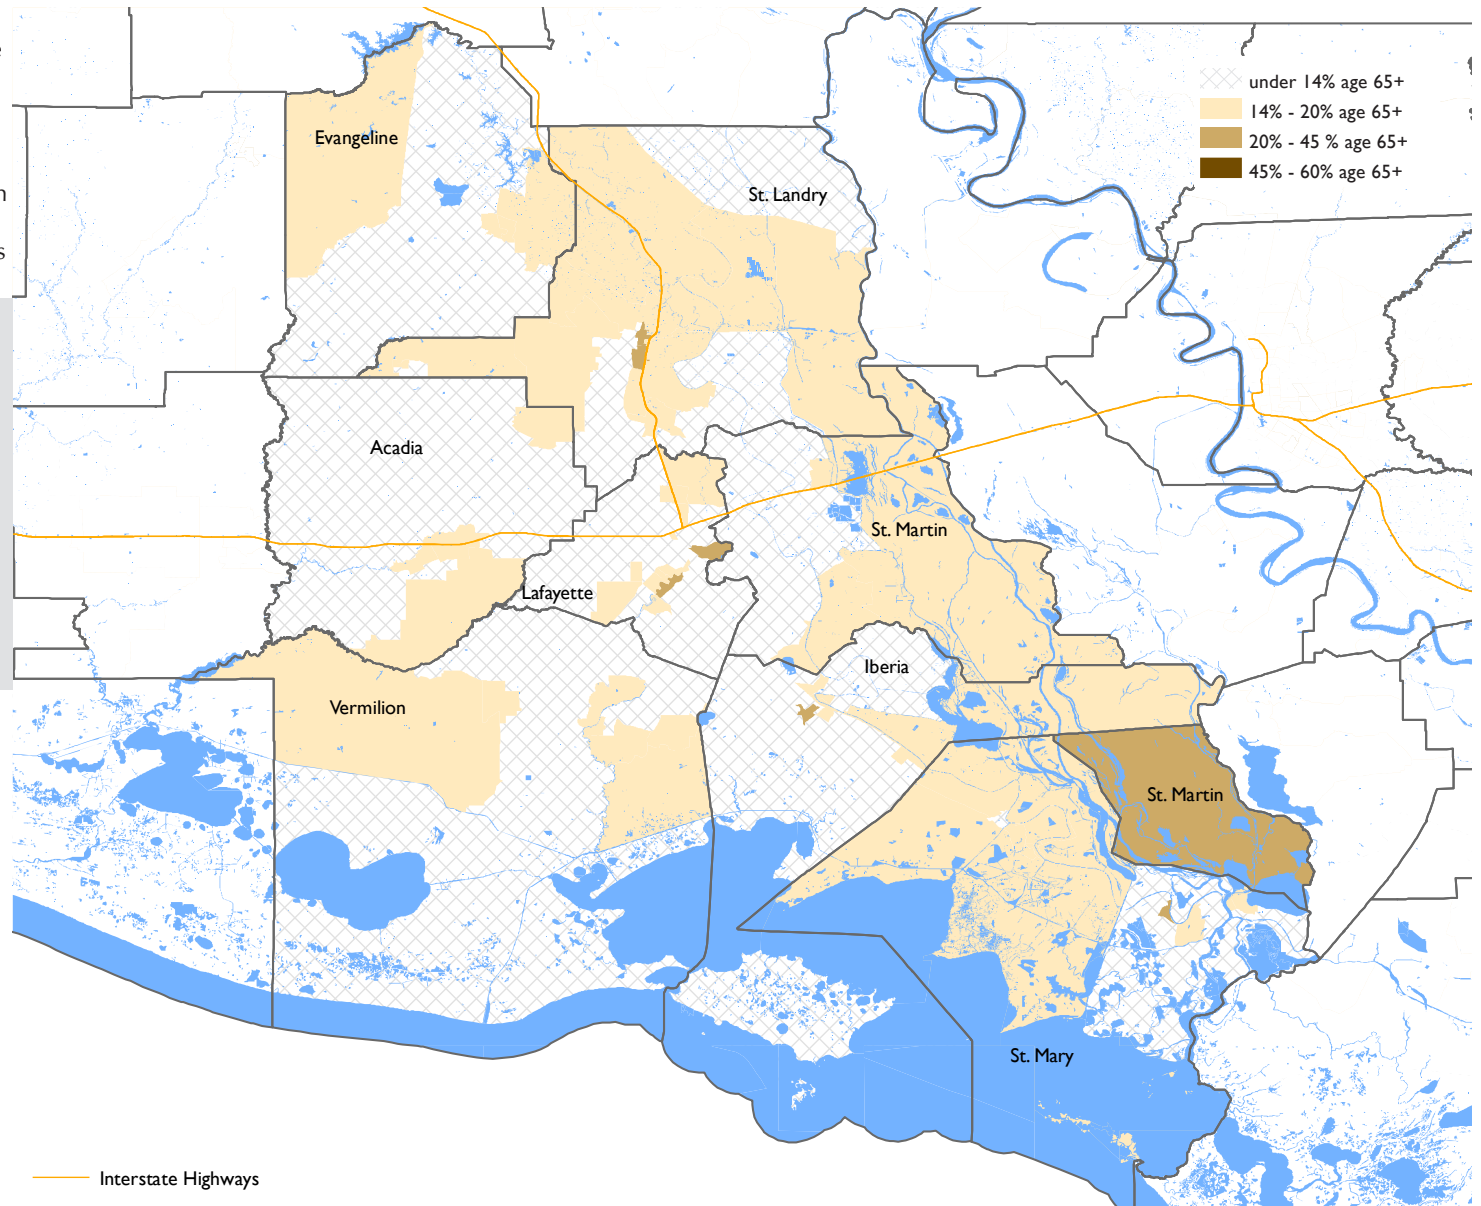 under 14% age 65+
14% - 20% age 65+
20% - 45 % age 65+
45% - 60% age 65+
Evangeline
St. Landry
Acadia
St. Martin
Lafayette
Iberia
Vermilion
St. Martin
St. Mary
Interstate Highways